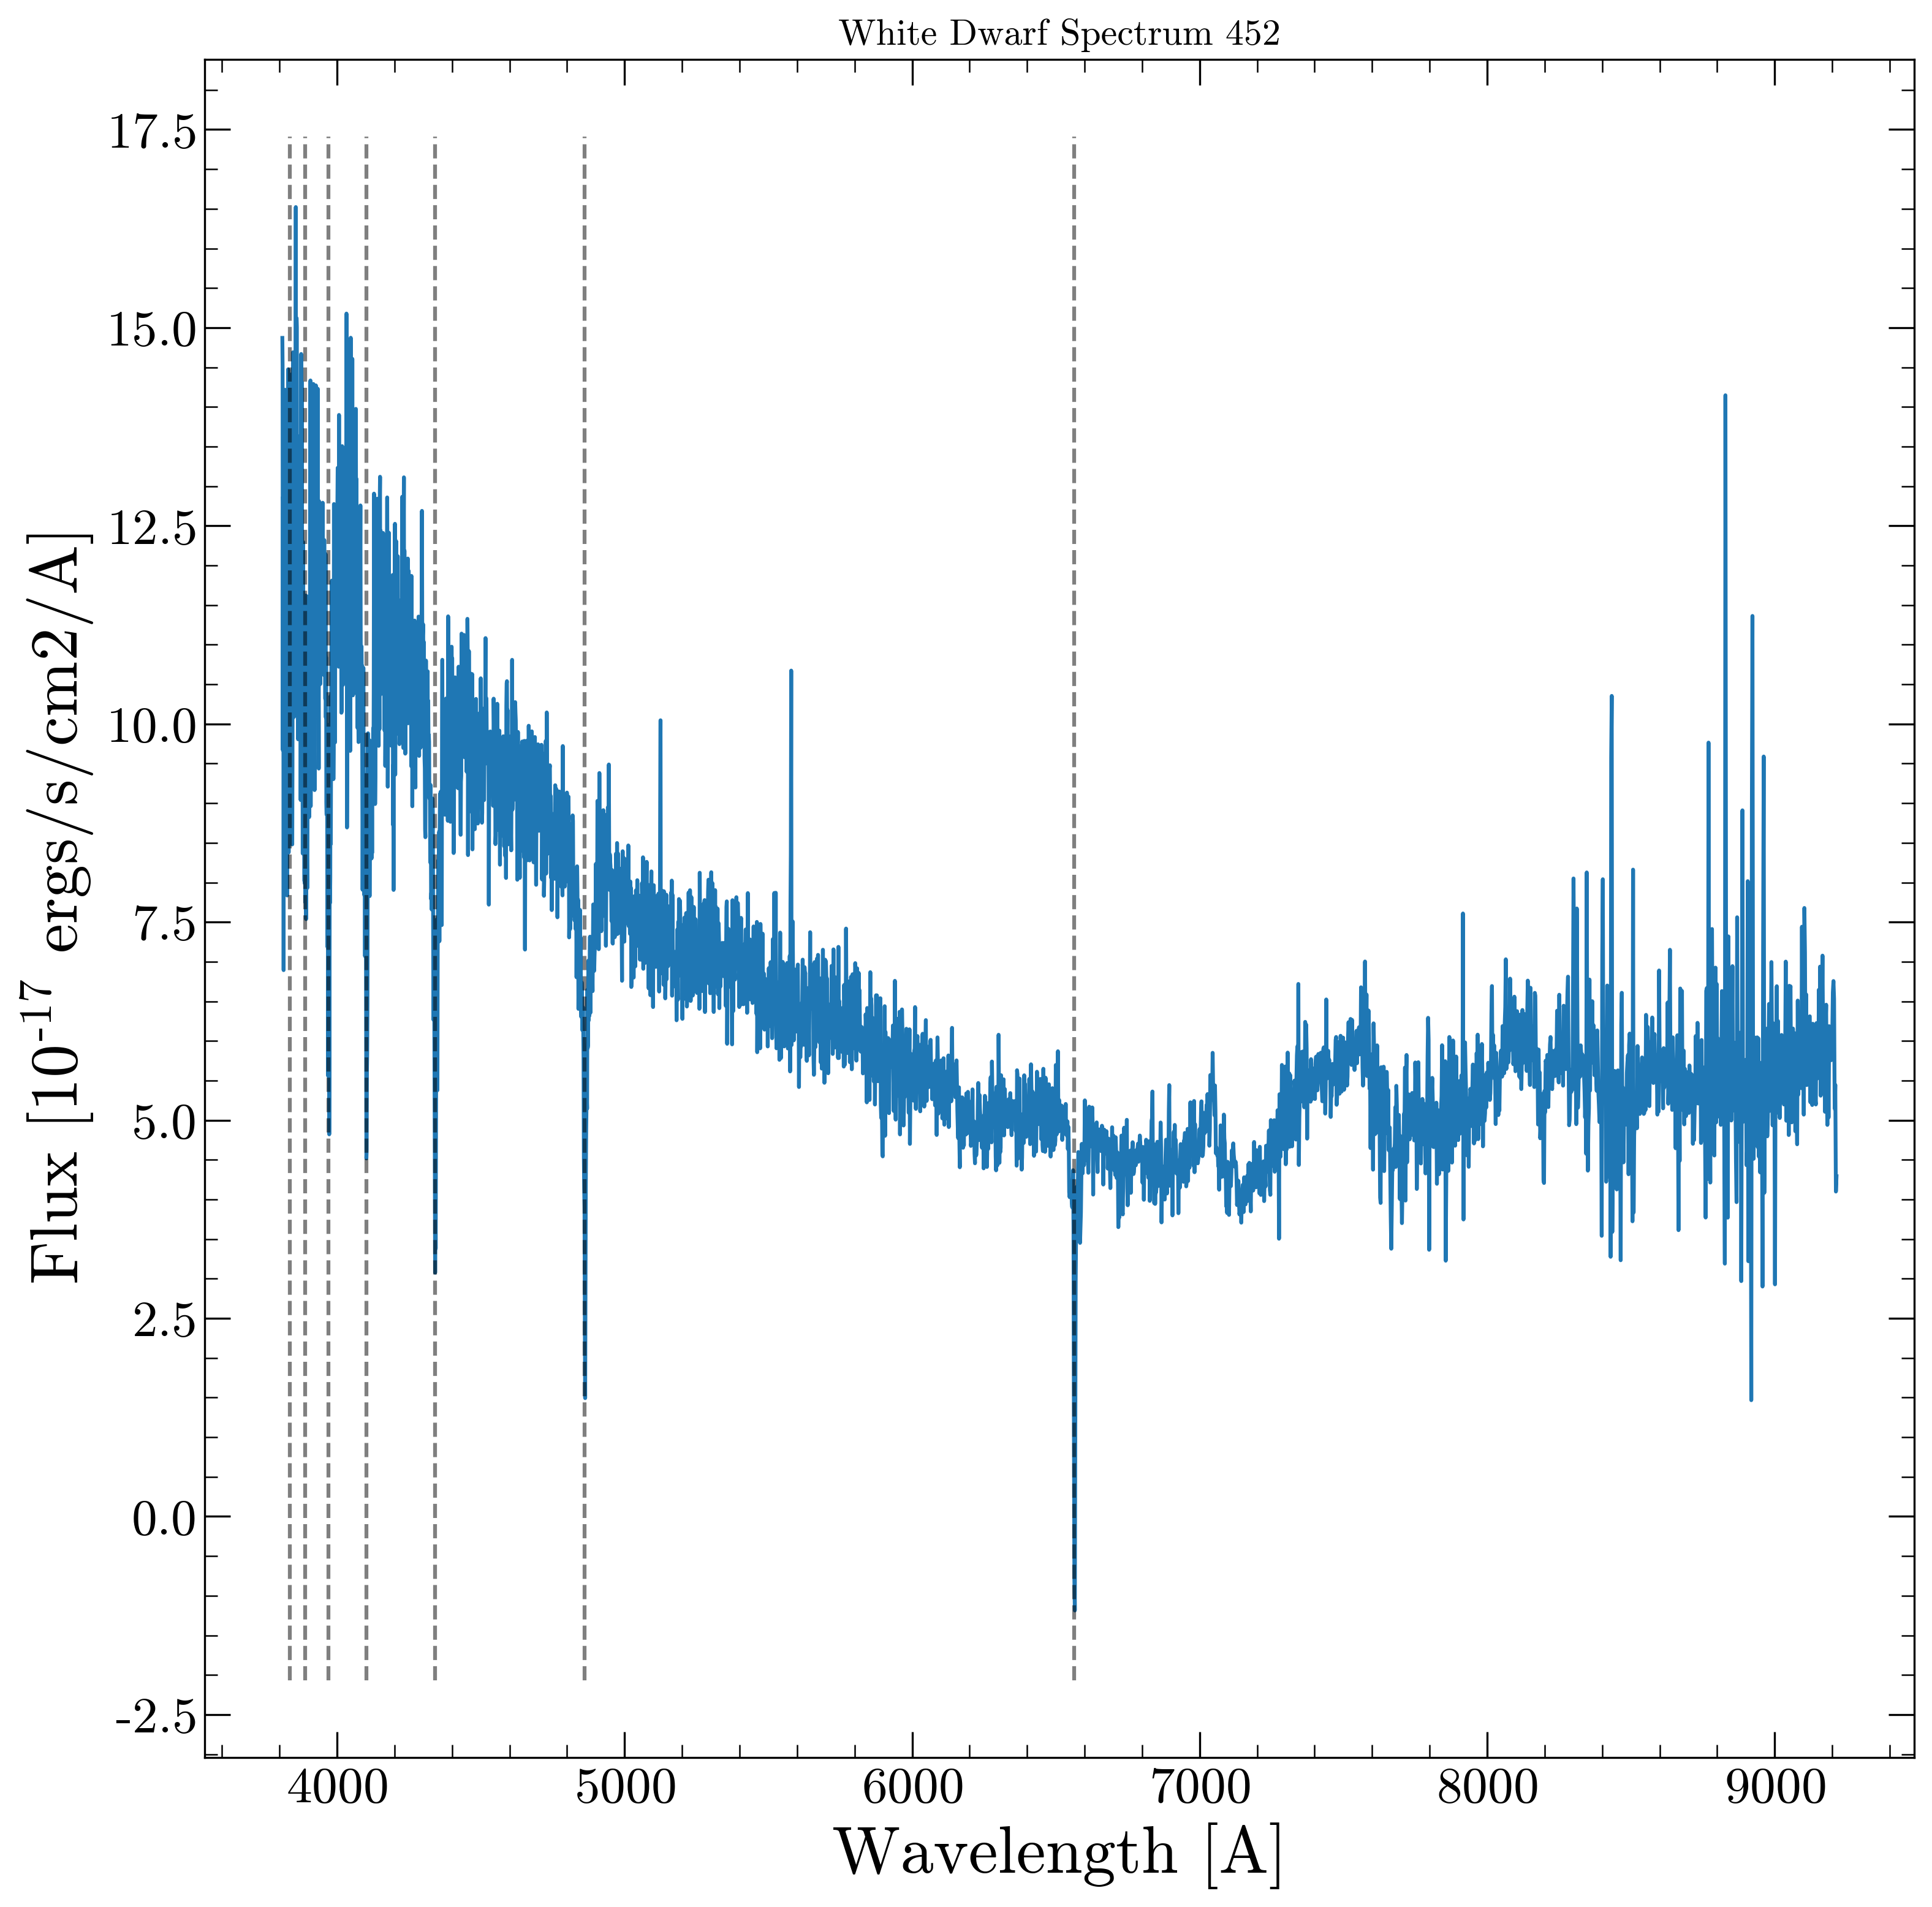 White Dwarf Spectrum 452
17.5
15.0
12.5
10.0
7.5
5.0
2.5
0.0
-2.5
Flux [10-17 ergs/s/cm2/A]
4000 5000 6000 7000 8000 9000
Wavelength [A]